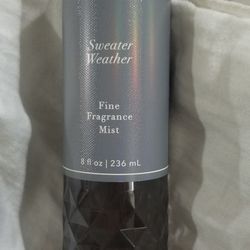 Sweater
Weather
Fine
Fragrance
Mist
8 fl oz | 236 mL